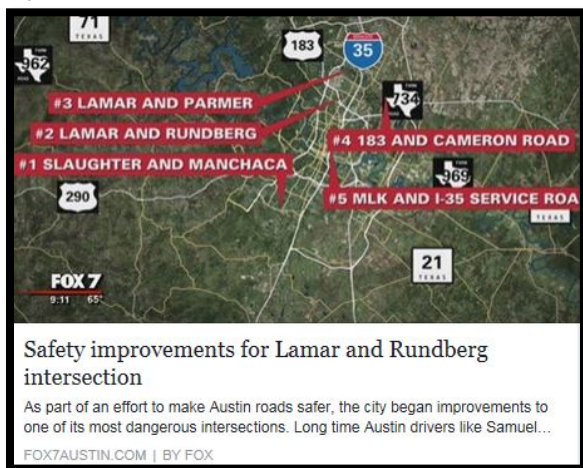 71
TEXAS
183
INTERSTATE
35
962
#3 LAMAR AND PARMER
734
#2 LAMAR AND RUNDBERG
#4 183 AND CAMERON ROAD
#1 SLAUGHTER AND MANCHACA
969
290
#5 MLK AND I-35 SERVICE ROA
TEXAS
21
TEXAS
FOX 7
9:11 65°
Safety improvements for Lamar and Rundberg
intersection
As part of an effort to make Austin roads safer, the city began improvements to
one of its most dangerous intersections. Long time Austin drivers like Samuel...
FOX7AUSTIN.COM | BY FOX